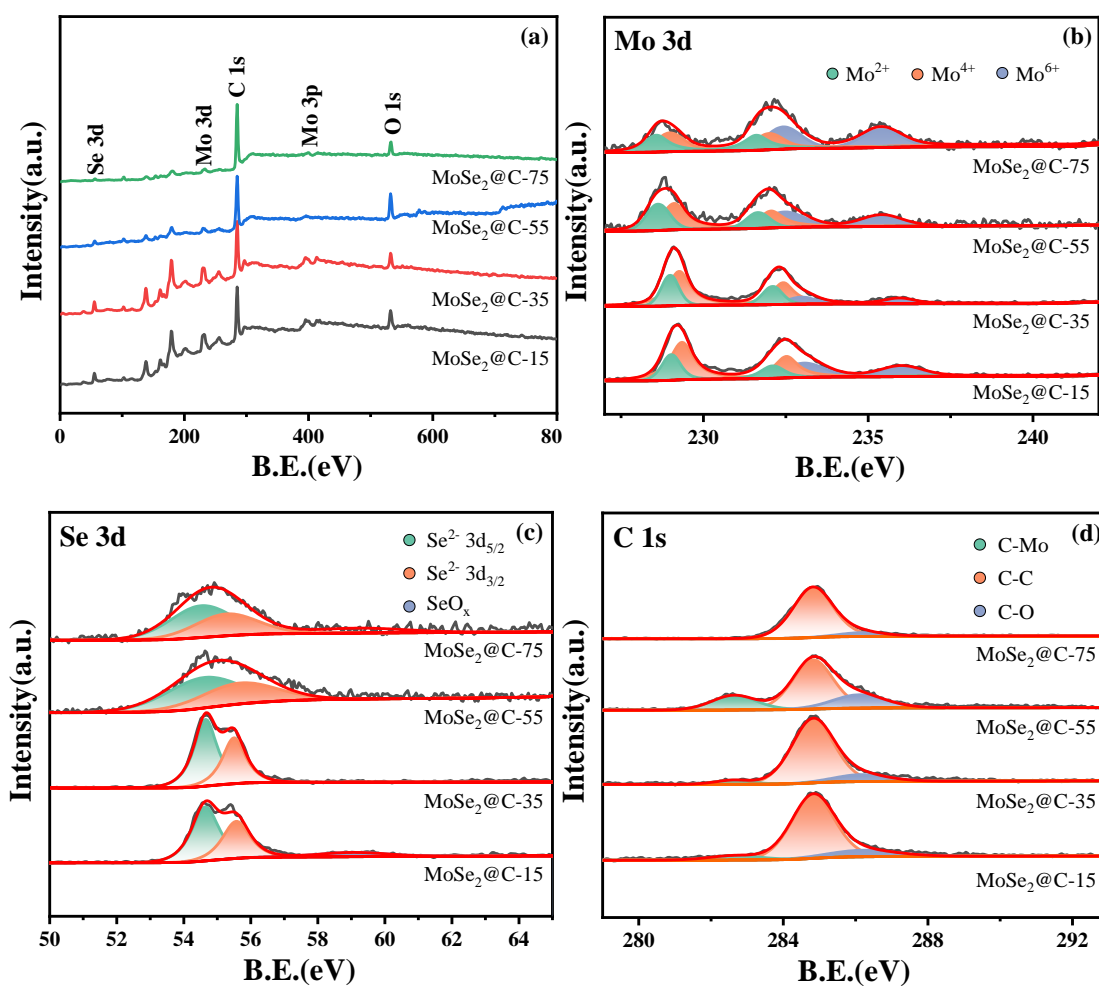 (a)
Se 3d
Mo 3d
C 1s
Mo 3p
O 1s
MoSe2@C-75
MoSe2@C-55
MoSe2@C-35
MoSe2@C-15
Intensity(a.u.)
0 200 400 600 80
B.E.(eV)
Mo 3d (b)
Mo2+ Mo4+ Mo6+
MoSe2@C-75
MoSe2@C-55
MoSe2@C-35
MoSe2@C-15
Intensity(a.u.)
230 235 240
B.E.(eV)
Se 3d (c)
Se2- 3d5/2
Se2- 3d3/2
SeOx
MoSe2@C-75
MoSe2@C-55
MoSe2@C-35
MoSe2@C-15
Intensity(a.u.)
50 52 54 56 58 60 62 64
B.E.(eV)
C 1s (d)
C-Mo
C-C
C-O
MoSe2@C-75
MoSe2@C-55
MoSe2@C-35
MoSe2@C-15
Intensity(a.u.)
280 284 288 292
B.E.(eV)